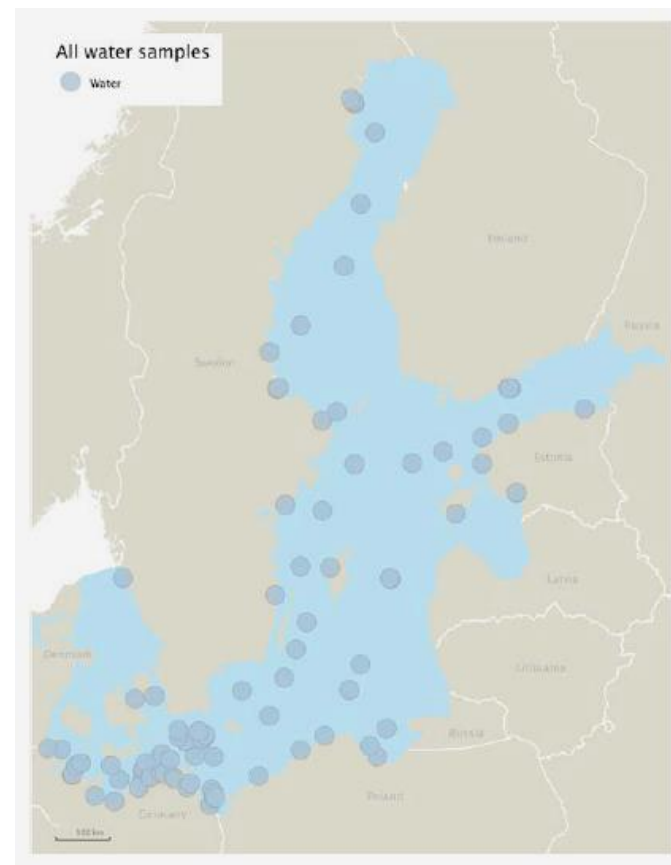 All water samples
Water
Finland
Russia
Sweden
Estonia
Latvia
Denmark
Lithuania
Russia
Poland
Germany